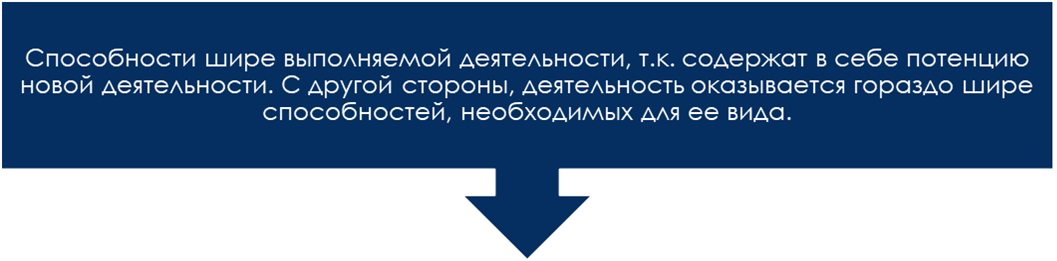 Способности шире выполняемой деятельности, т.к. содержат в себе потенцию
новой деятельности. С другой стороны, деятельность оказывается гораздо шире
способностей, необходимых для ее вида.